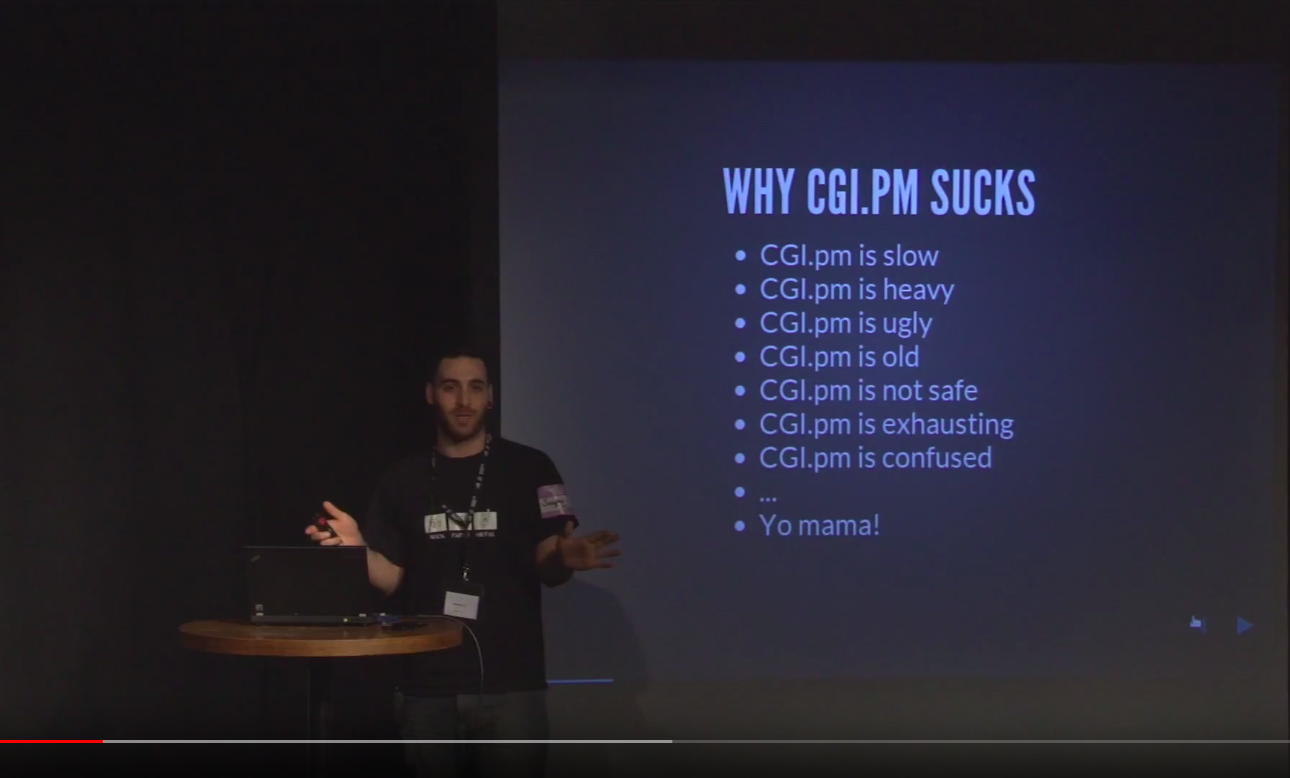 WHY CGI.PM SUCKS
CGI.pm is slow
CGI.pm is heavy
CGI.pm is ugly
CGI.pm is old
CGI.pm is not safe
CGI.pm is exhausting
CGI.pm is confused
...
Yo mama!